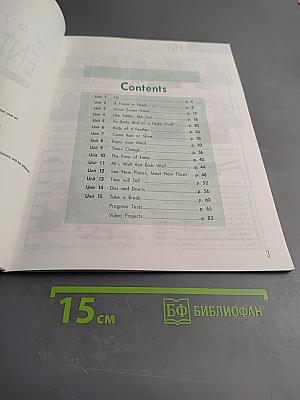 Contents
Unit 1 Hi! p. 4
Unit 2 A Friend in Need... p. 8
Unit 3 Home Sweet Home p. 12
Unit 4 Like Father, like Son p. 16
Unit 5 An Early Bird or a Night Owl? p. 20
Unit 6 Birds of a Feather... p. 24
Unit 7 Come Rain or Shine p. 28
Unit 8 Enjoy your Meal p. 32
Unit 9 Times Change... p. 36
Unit 10 The Price of Fame p. 40
Unit 11 All's Well that Ends Well p. 44
Unit 12 See New Places, Meet New Faces p. 48
Unit 13 Time will Tell p. 52
Unit 14 Dos and Don'ts p. 56
Unit 15 Take a Break p. 60
Progress Tests p. 65
Video Projects p. 83
3
15 см
БФ БИБЛИОФАН